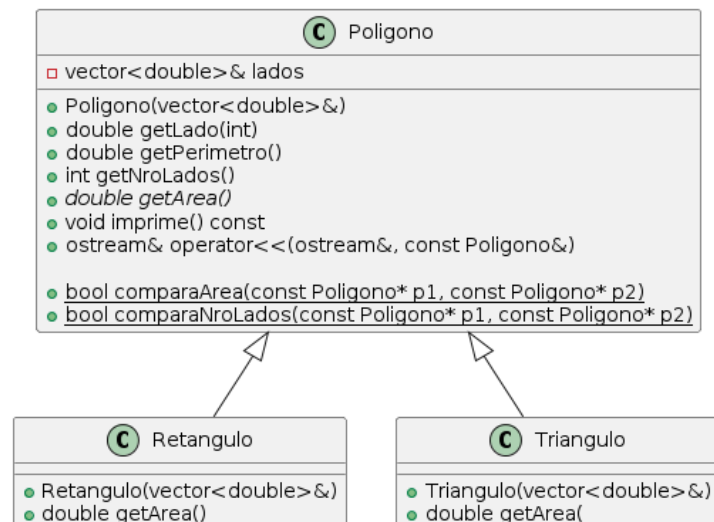 C Poligono
vector<double>& lados
Poligono(vector<double>&)
double getLado(int)
double getPerimetro()
int getNroLados()
double getArea()
void imprime() const
ostream& operator<<(ostream&, const Poligono&)
bool comparaArea(const Poligono* p1, const Poligono* p2)
bool comparaNroLados(const Poligono* p1, const Poligono* p2)
C Retangulo
Retangulo(vector<double>&)
double getArea()
C Triangulo
Triangulo(vector<double>&)
double getArea(